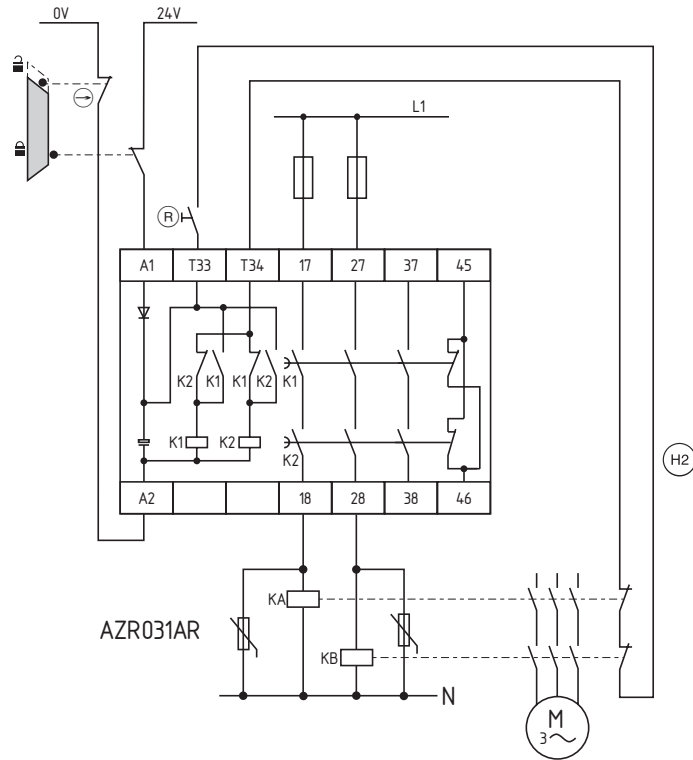 0V 24V
L1
R
A1 T33 T34 17 27 37 45
K2 K1 K1 K2 K1
K1 K2
K2
A2 18 28 38 46
H2
KA
AZR031AR
KB
N
M
3